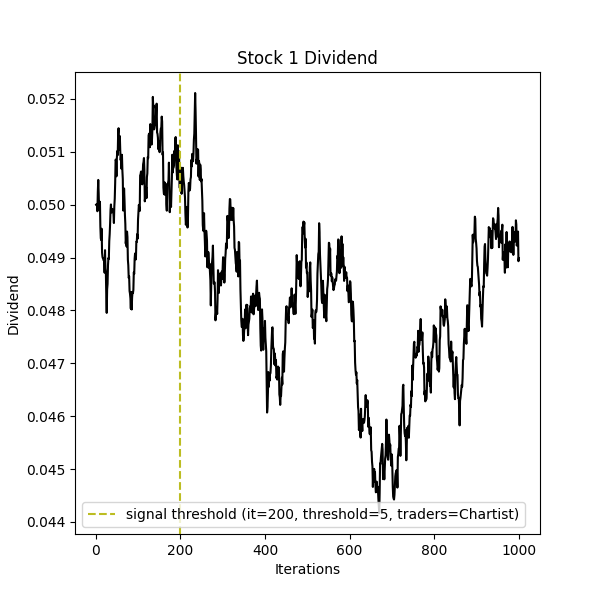 Stock 1 Dividend
0.052
0.051
0.050
0.049
0.048
0.047
0.046
0.045
0.044
Dividend
signal threshold (it=200, threshold=5, traders=Chartist)
0 200 400 600 800 1000
Iterations